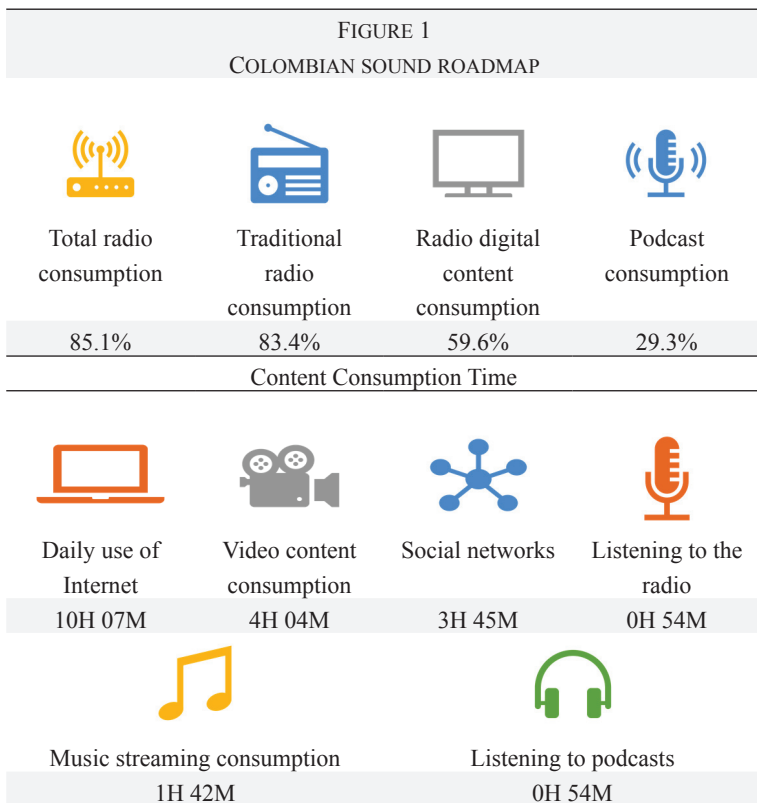 FIGURE 1
COLOMBIAN SOUND ROADMAP
Total radio consumption
Traditional radio consumption
Radio digital content consumption
Podcast consumption
85.1% 83.4% 59.6% 29.3%
Content Consumption Time
Daily use of Internet
Video content consumption
Social networks
Listening to the radio
10H 07M 4H 04M 3H 45M 0H 54M
Music streaming consumption
Listening to podcasts
1H 42M 0H 54M